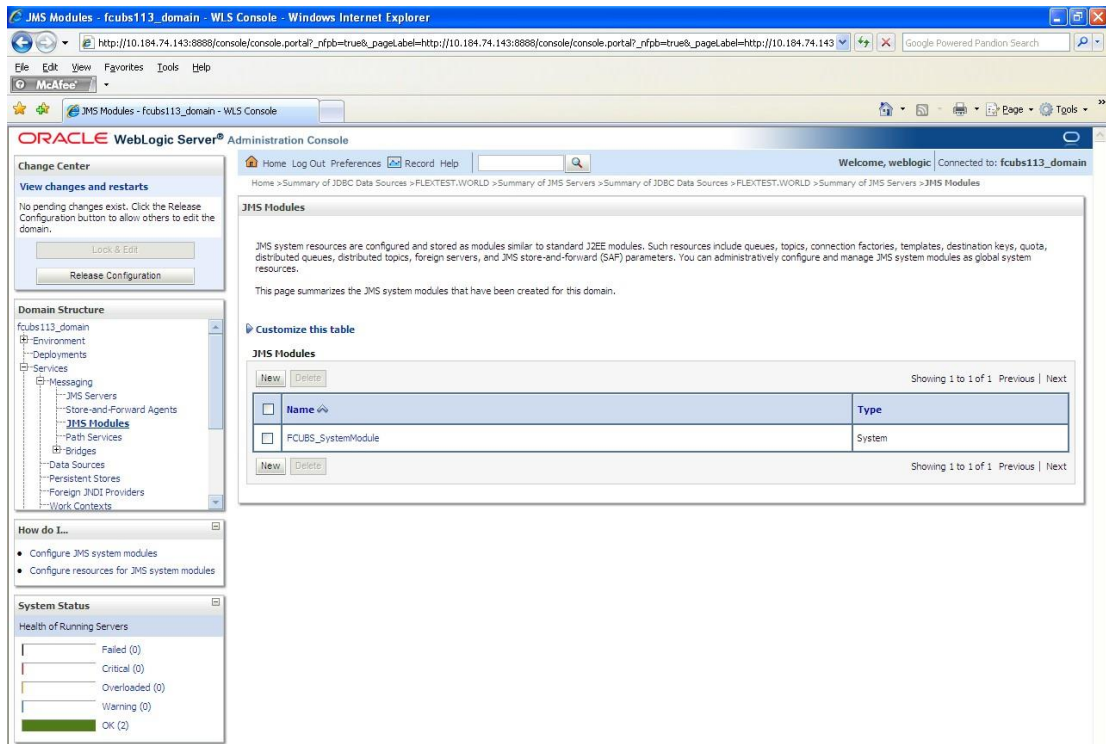 JMS Modules - fcubs113_domain - WLS Console - Windows Internet Explorer
http://10.184.74.143:8888/console/console.portal?_nfpb=true&_pageLabel=http://10.184.74.143:8888/console/console.portal?_nfpb=true&_pageLabel=http://10.184.74.143
Google Powered Pandion Search
File Edit View Favorites Tools Help
McAfee
JMS Modules - fcubs113_domain - WLS Console
Page Tools
ORACLE WebLogic Server® Administration Console
Change Center
View changes and restarts
No pending changes exist. Click the Release
Configuration button to allow others to edit the
domain.
Lock & Edit
Release Configuration
Domain Structure
fcubs113_domain
Environment
Deployments
Services
Messaging
JMS Servers
Store-and-Forward Agents
JMS Modules
Path Services
Bridges
Data Sources
Persistent Stores
Foreign JNDI Providers
Work Contexts
How do I...
Configure JMS system modules
Configure resources for JMS system modules
System Status
Health of Running Servers
Failed (0)
Critical (0)
Overloaded (0)
Warning (0)
OK (2)
Home Log Out Preferences Record Help
Welcome, weblogic Connected to: fcubs113_domain
Home >Summary of JDBC Data Sources >FLEXTEST.WORLD >Summary of JMS Servers >Summary of JDBC Data Sources >FLEXTEST.WORLD >Summary of JMS Servers >JMS Modules
JMS Modules
JMS system resources are configured and stored as modules similar to standard J2EE modules. Such resources include queues, topics, connection factories, templates, destination keys, quota,
distributed queues, distributed topics, foreign servers, and JMS store-and-forward (SAF) parameters. You can administratively configure and manage JMS system modules as global system
resources.
This page summarizes the JMS system modules that have been created for this domain.
Customize this table
JMS Modules
New Delete Showing 1 to 1 of 1 Previous | Next
Name Type
FCUBS_SystemModule System
New Delete Showing 1 to 1 of 1 Previous | Next